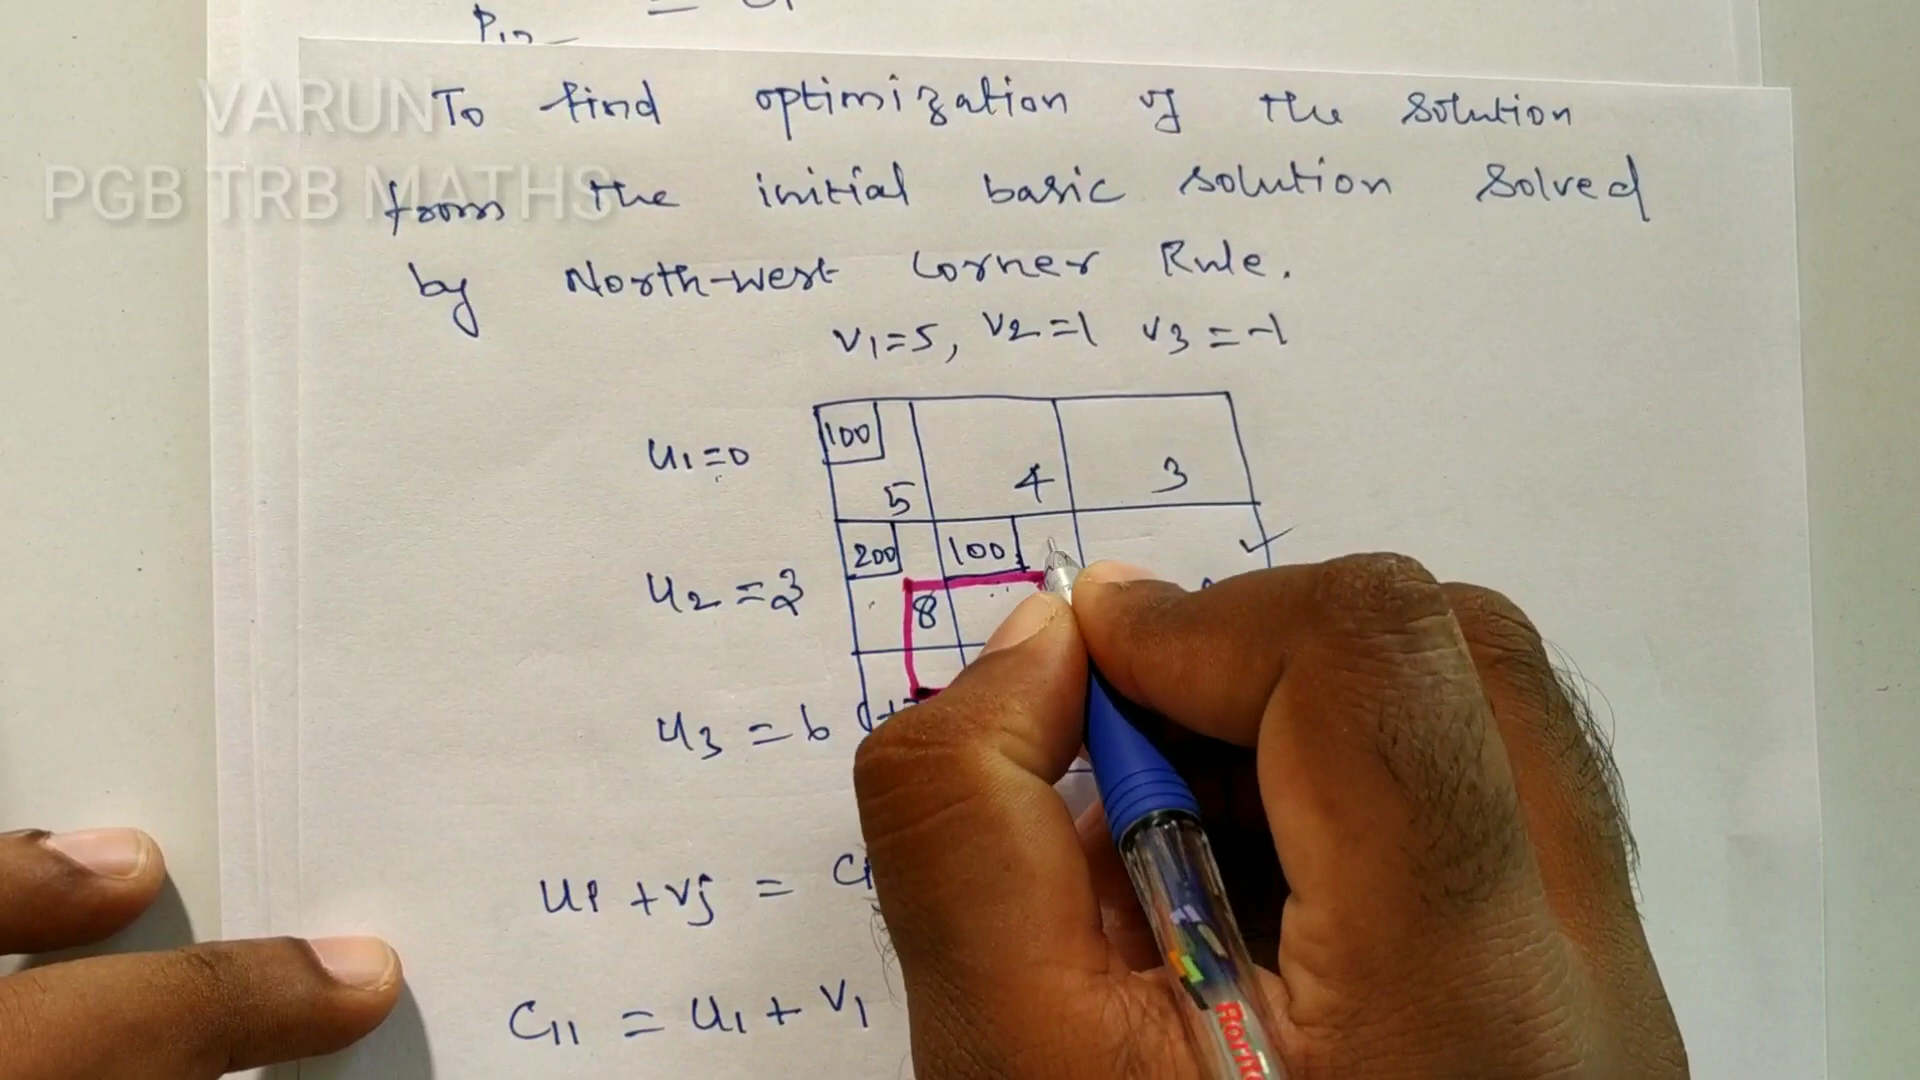 VARUN
PGB TRB MATHS
To find optimization of the solution
from the initial basic solution solved
by North-west Corner Rule.
V1=5, V2=1 V3=-1
U1=0 100 5 4 3
U2=3 200 8 100
U3=6
Ui+Vj =
C11 = U1+V1